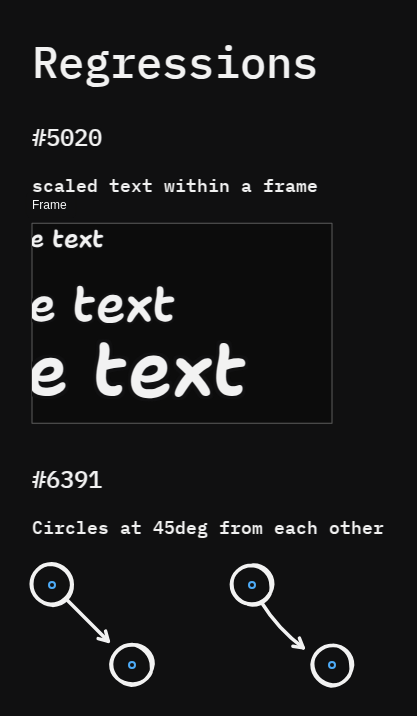 Regressions
#5020
scaled text within a frame
Frame
e text
e text
e text
#6391
Circles at 45deg from each other